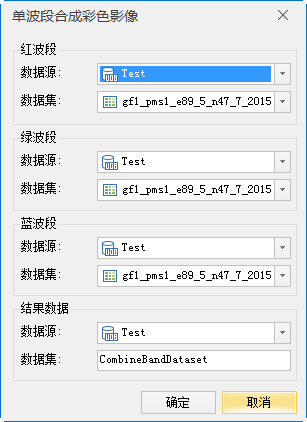 单波段合成彩色影像
红波段
数据源: Test
数据集: gf1_pms1_e89_5_n47_7_2015
绿波段
数据源: Test
数据集: gf1_pms1_e89_5_n47_7_2015
蓝波段
数据源: Test
数据集: gf1_pms1_e89_5_n47_7_2015
结果数据
数据源: Test
数据集: CombineBandDataset
确定 取消